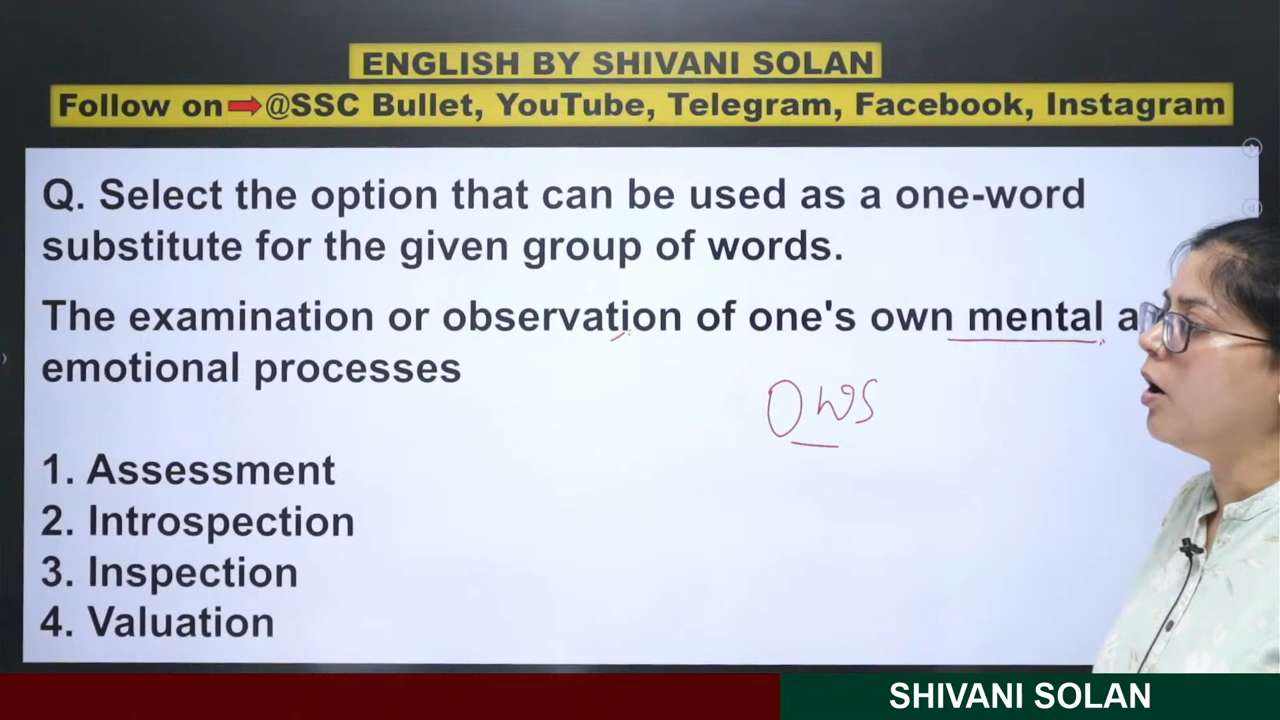 ENGLISH BY SHIVANI SOLAN
Follow on➡@SSC Bullet, YouTube, Telegram, Facebook, Instagram
Q. Select the option that can be used as a one-word
substitute for the given group of words.
The examination or observation of one's own mental a
emotional processes
OWS
1. Assessment
2. Introspection
3. Inspection
4. Valuation
SHIVANI SOLAN